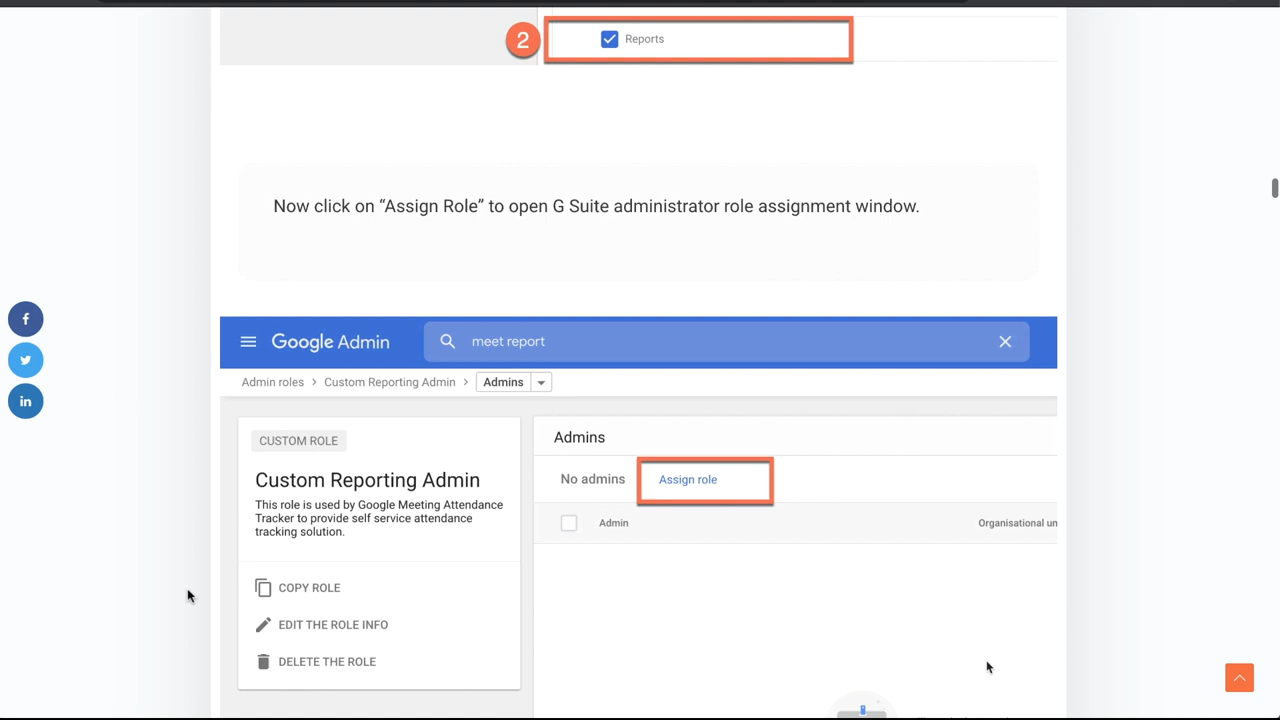 2
Reports
Now click on “Assign Role” to open G Suite administrator role assignment window.
Google Admin
meet report
Admin roles > Custom Reporting Admin > Admins
CUSTOM ROLE
Custom Reporting Admin
This role is used by Google Meeting Attendance
Tracker to provide self service attendance
tracking solution.
COPY ROLE
EDIT THE ROLE INFO
DELETE THE ROLE
Admins
No admins Assign role
Admin Organisational un
f
in